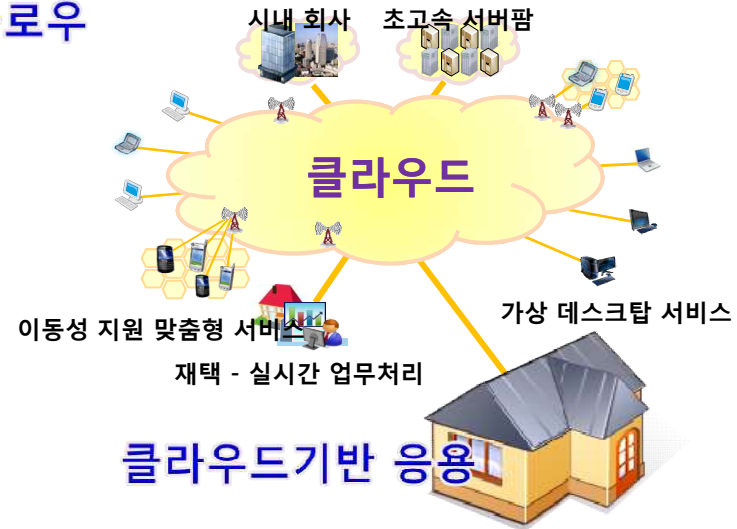 로우
시내 회사
초고속 서버팜
클라우드
이동성 지원 맞춤형 서비스
가상 데스크탑 서비스
재택 - 실시간 업무처리
클라우드기반 응용